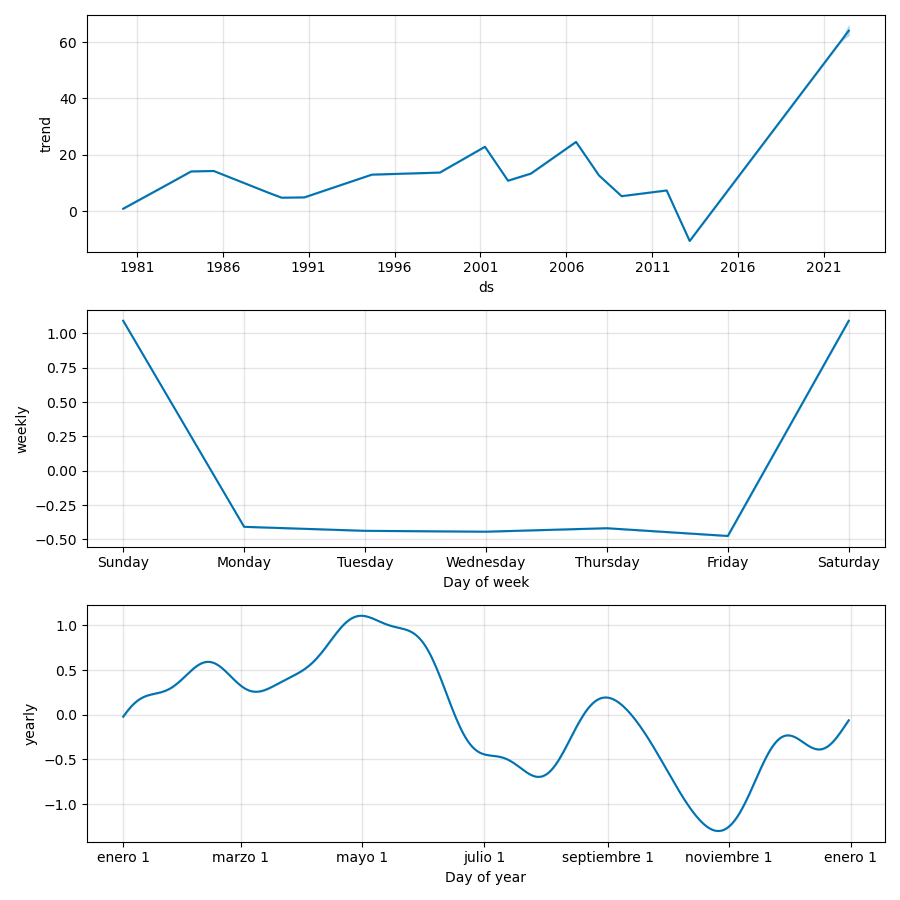 60
40
20
0
trend
1981 1986 1991 1996 2001 2006 2011 2016 2021
ds
1.00
0.75
0.50
0.25
0.00
−0.25
−0.50
weekly
Sunday Monday Tuesday Wednesday Thursday Friday Saturday
Day of week
1.0
0.5
0.0
−0.5
−1.0
yearly
enero 1 marzo 1 mayo 1 julio 1 septiembre 1 noviembre 1 enero 1
Day of year